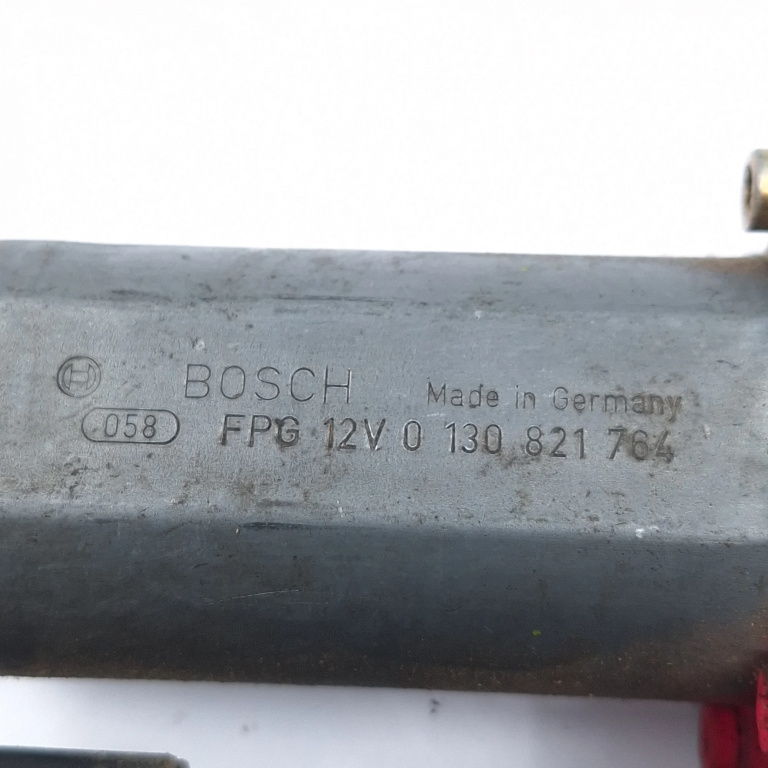 BOSCH Made in Germany
058 FPG 12V 0 130 821 764